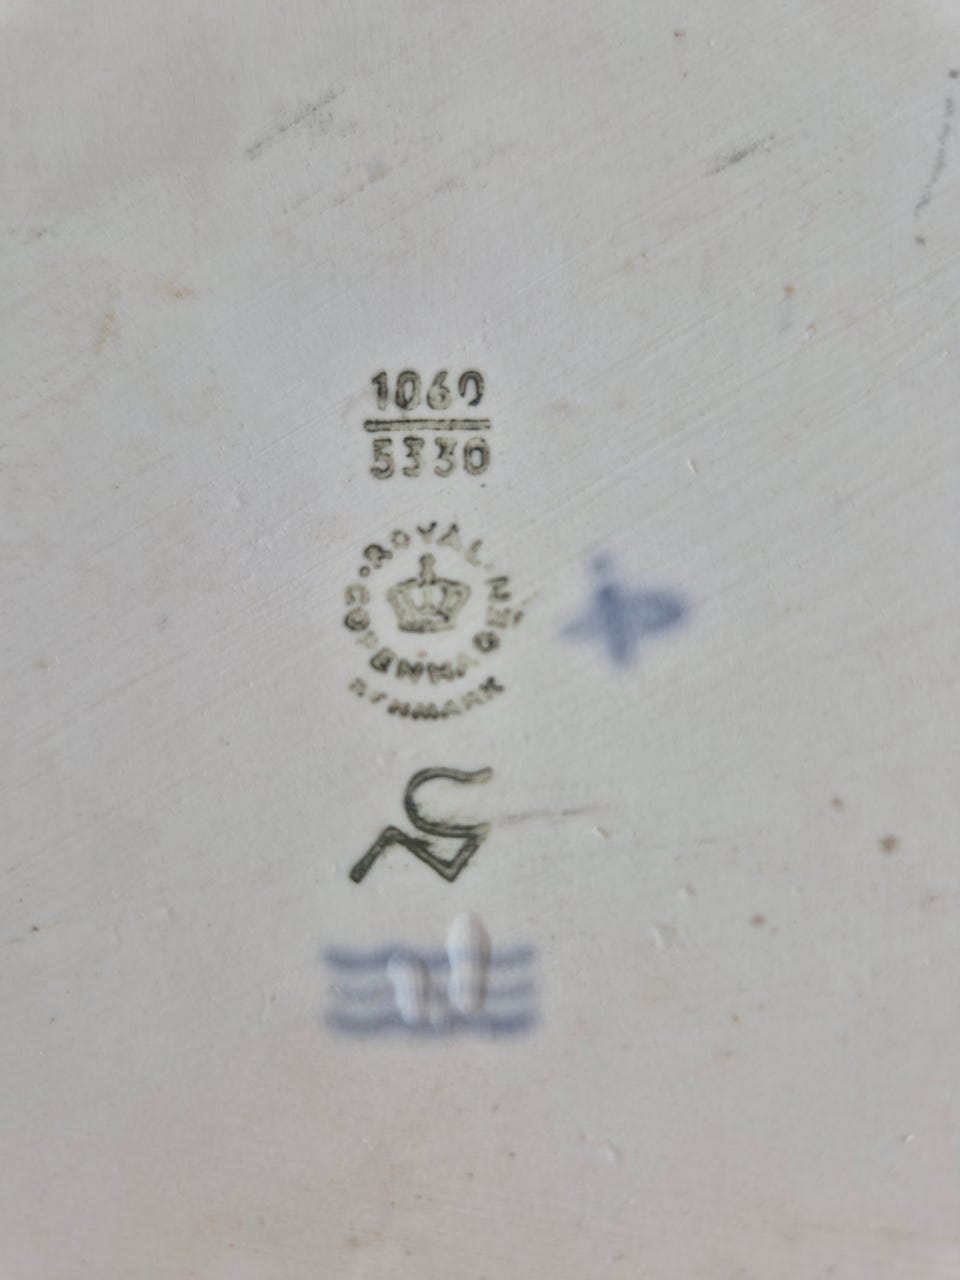 1060
5330
ROYAL
COPENHAGEN
DENMARK